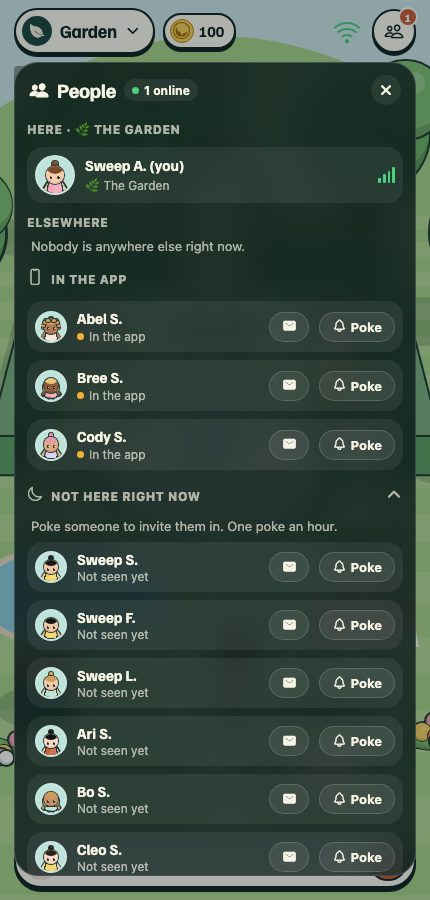 Garden
100
1
People
1 online
HERE · 🌿 THE GARDEN
Sweep A. (you)
🌿 The Garden
ELSEWHERE
Nobody is anywhere else right now.
IN THE APP
Abel S.
In the app
Poke
Bree S.
In the app
Poke
Cody S.
In the app
Poke
NOT HERE RIGHT NOW
Poke someone to invite them in. One poke an hour.
Sweep S.
Not seen yet
Poke
Sweep F.
Not seen yet
Poke
Sweep L.
Not seen yet
Poke
Ari S.
Not seen yet
Poke
Bo S.
Not seen yet
Poke
Cleo S.
Not seen yet
Poke